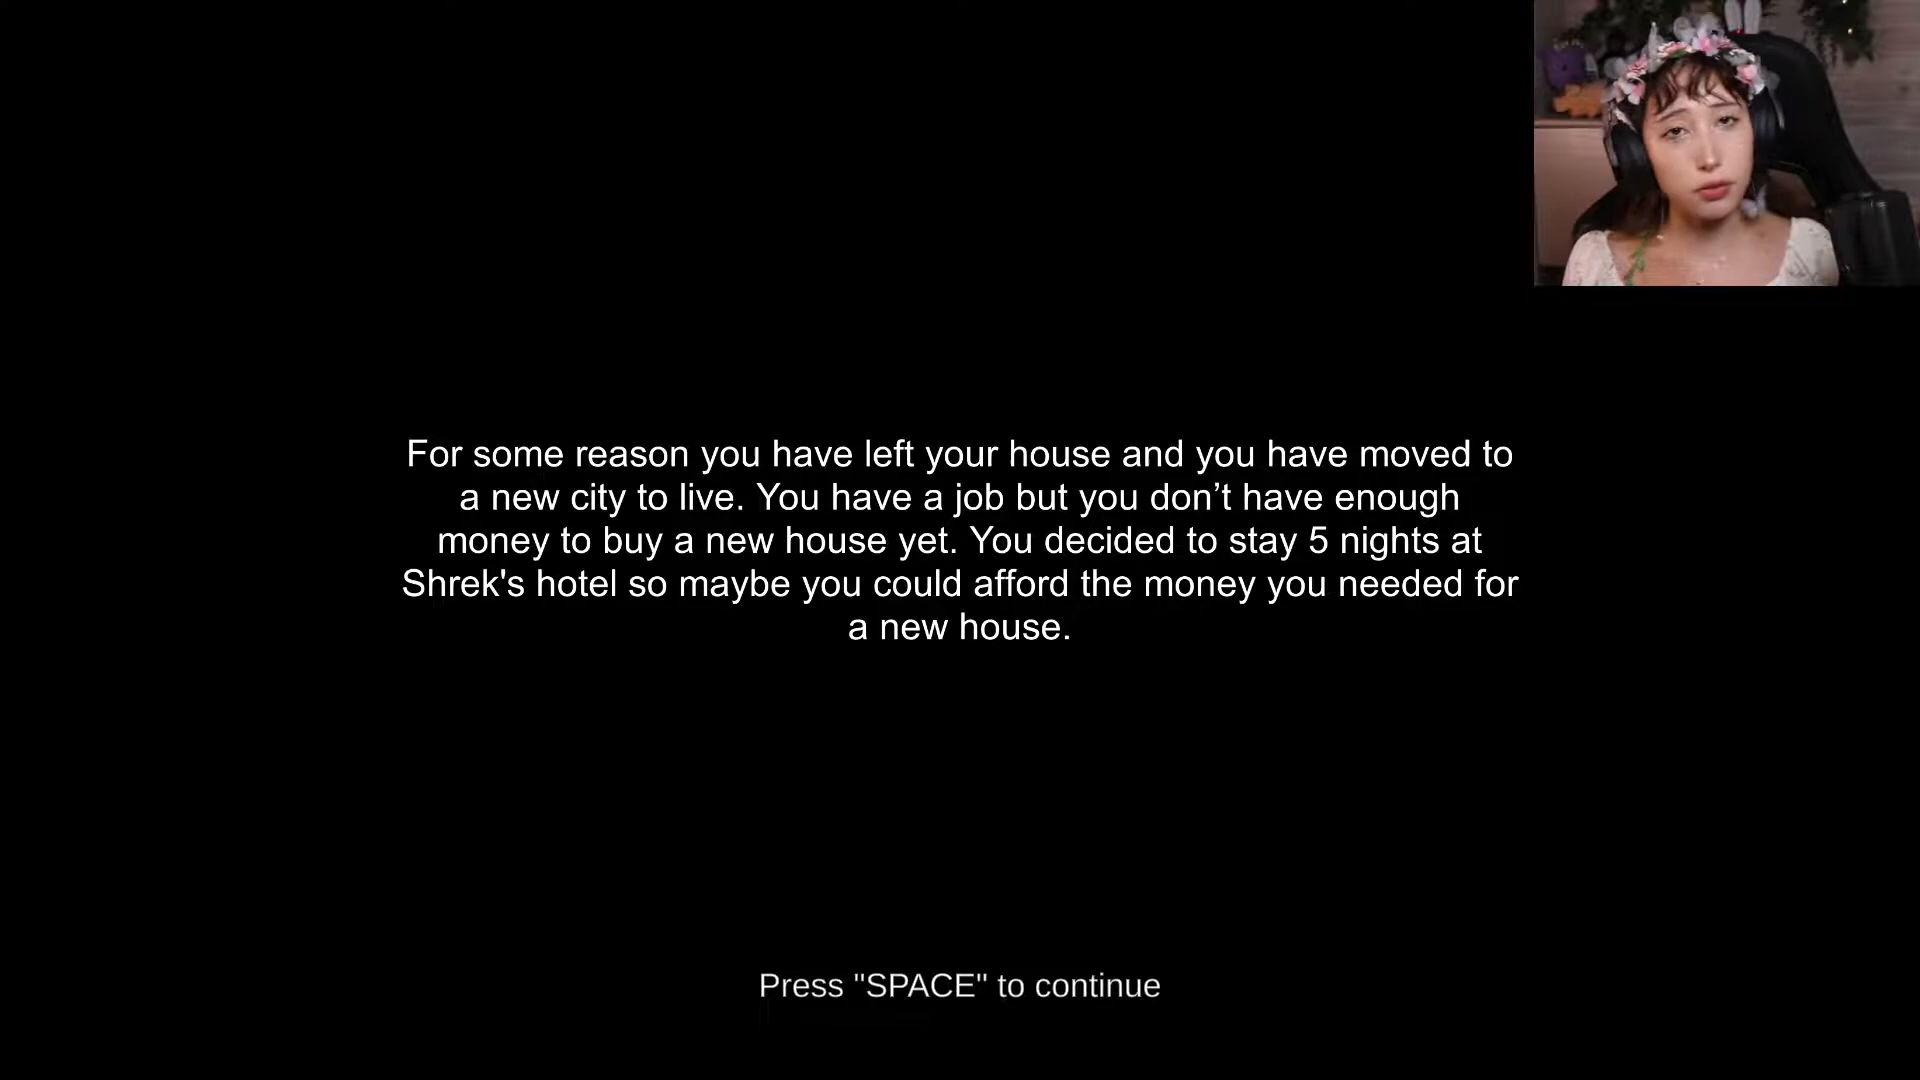 For some reason you have left your house and you have moved to
a new city to live. You have a job but you don’t have enough
money to buy a new house yet. You decided to stay 5 nights at
Shrek's hotel so maybe you could afford the money you needed for
a new house.
Press "SPACE" to continue